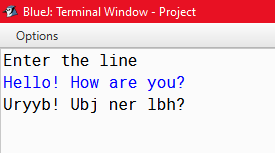 BlueJ: Terminal Window - Project
Options
Enter the line
Hello! How are you?
Uryyb! Ubj ner lbh?